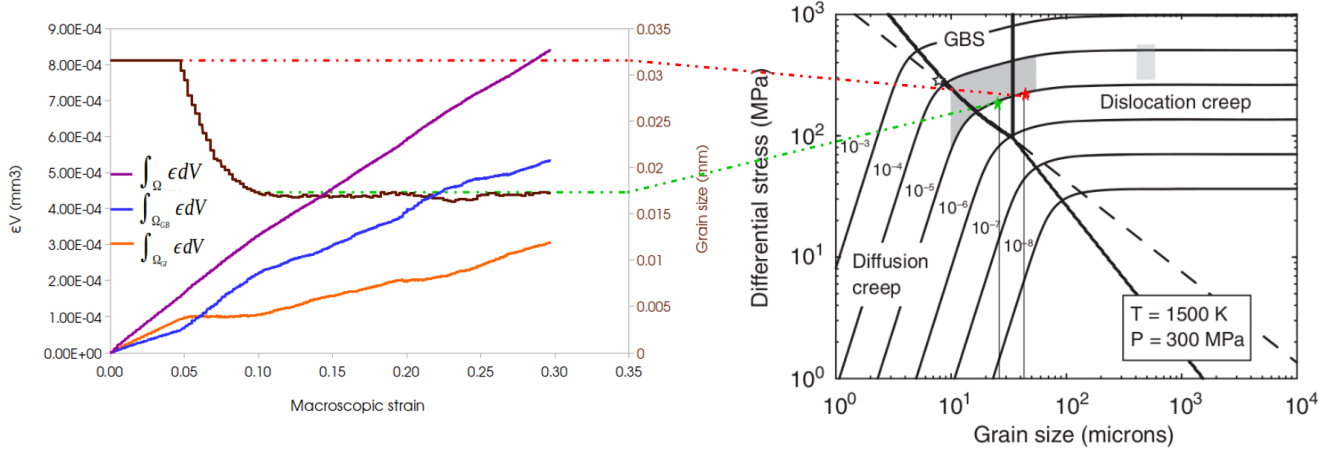 9.00E-04
8.00E-04
7.00E-04
6.00E-04
5.00E-04
4.00E-04
3.00E-04
2.00E-04
1.00E-04
0.00E+00
εV (mm3)
∫Ω ϵdV
∫Ω_GB ϵdV
∫Ω_GI ϵdV
0.00 0.05 0.10 0.15 0.20 0.25 0.30 0.35
Macroscopic strain
0.035
0.03
0.025
0.02
0.015
0.01
0.005
0
Grain size (mm)
10³
10²
10¹
10⁰
Differential stress (MPa)
GBS
Dislocation creep
10⁻³
10⁻⁴
10⁻⁵
10⁻⁶
10⁻⁷
10⁻⁸
Diffusion
creep
T = 1500 K
P = 300 MPa
10⁰ 10¹ 10² 10³ 10⁴
Grain size (microns)